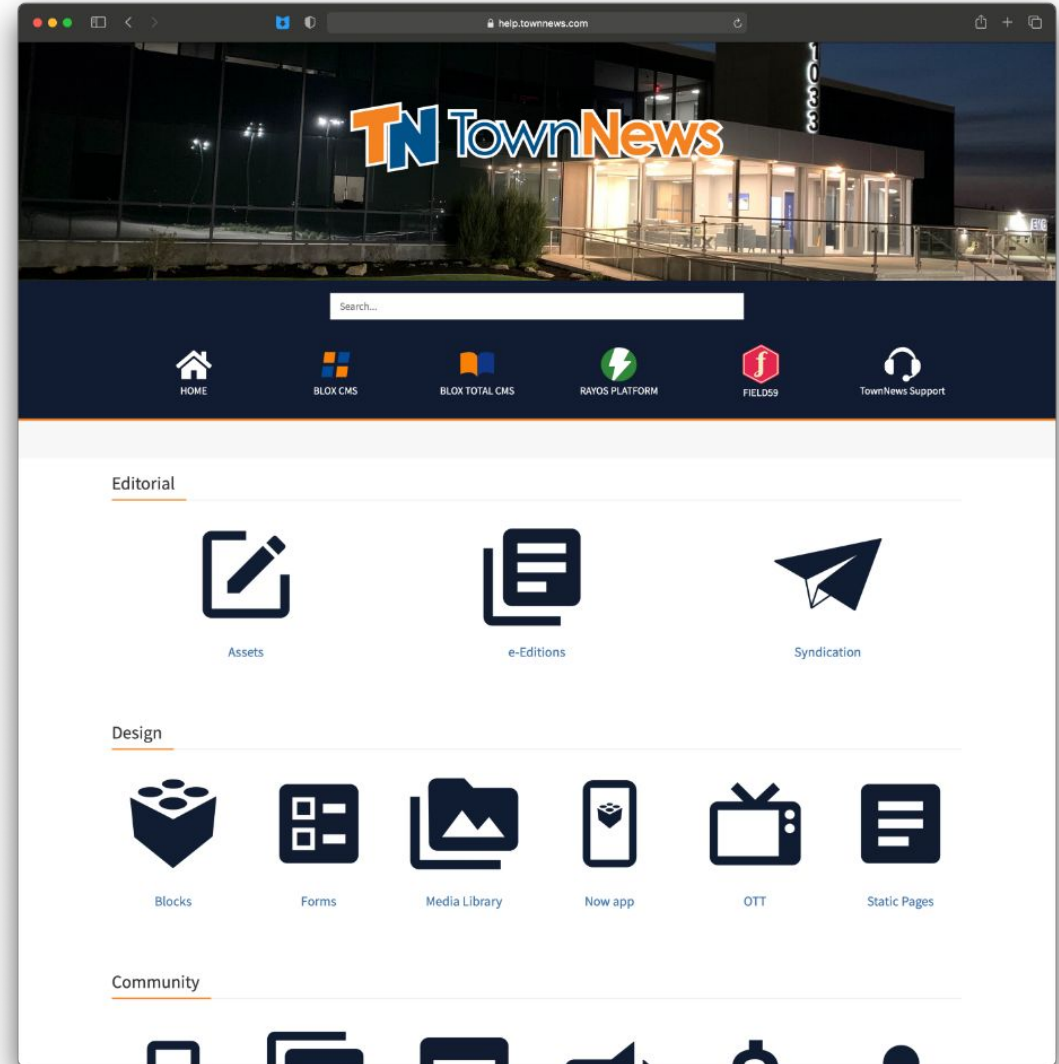 help.townnews.com
1033
TN TownNews
Search...
HOME
BLOX CMS
BLOX TOTAL CMS
RAYOS PLATFORM
f
FIELD59
TownNews Support
Editorial
Assets
e-Editions
Syndication
Design
Blocks
Forms
Media Library
Now app
OTT
Static Pages
Community